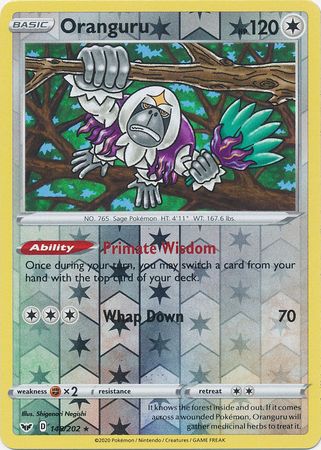 BASIC Oranguru HP 120
NO. 765 Sage Pokémon HT: 4'11" WT: 167.6 lbs.
Ability Primate Wisdom
Once during your turn, you may switch a card from
your hand with the top card of your deck.
Whap Down 70
weakness ×2 resistance retreat
Illus. Shigenori Negishi
It knows the forest inside and out. If it comes
across a wounded Pokémon, Oranguru will
gather medicinal herbs to treat it.
D 148/202 ★
©2020 Pokémon / Nintendo / Creatures / GAME FREAK